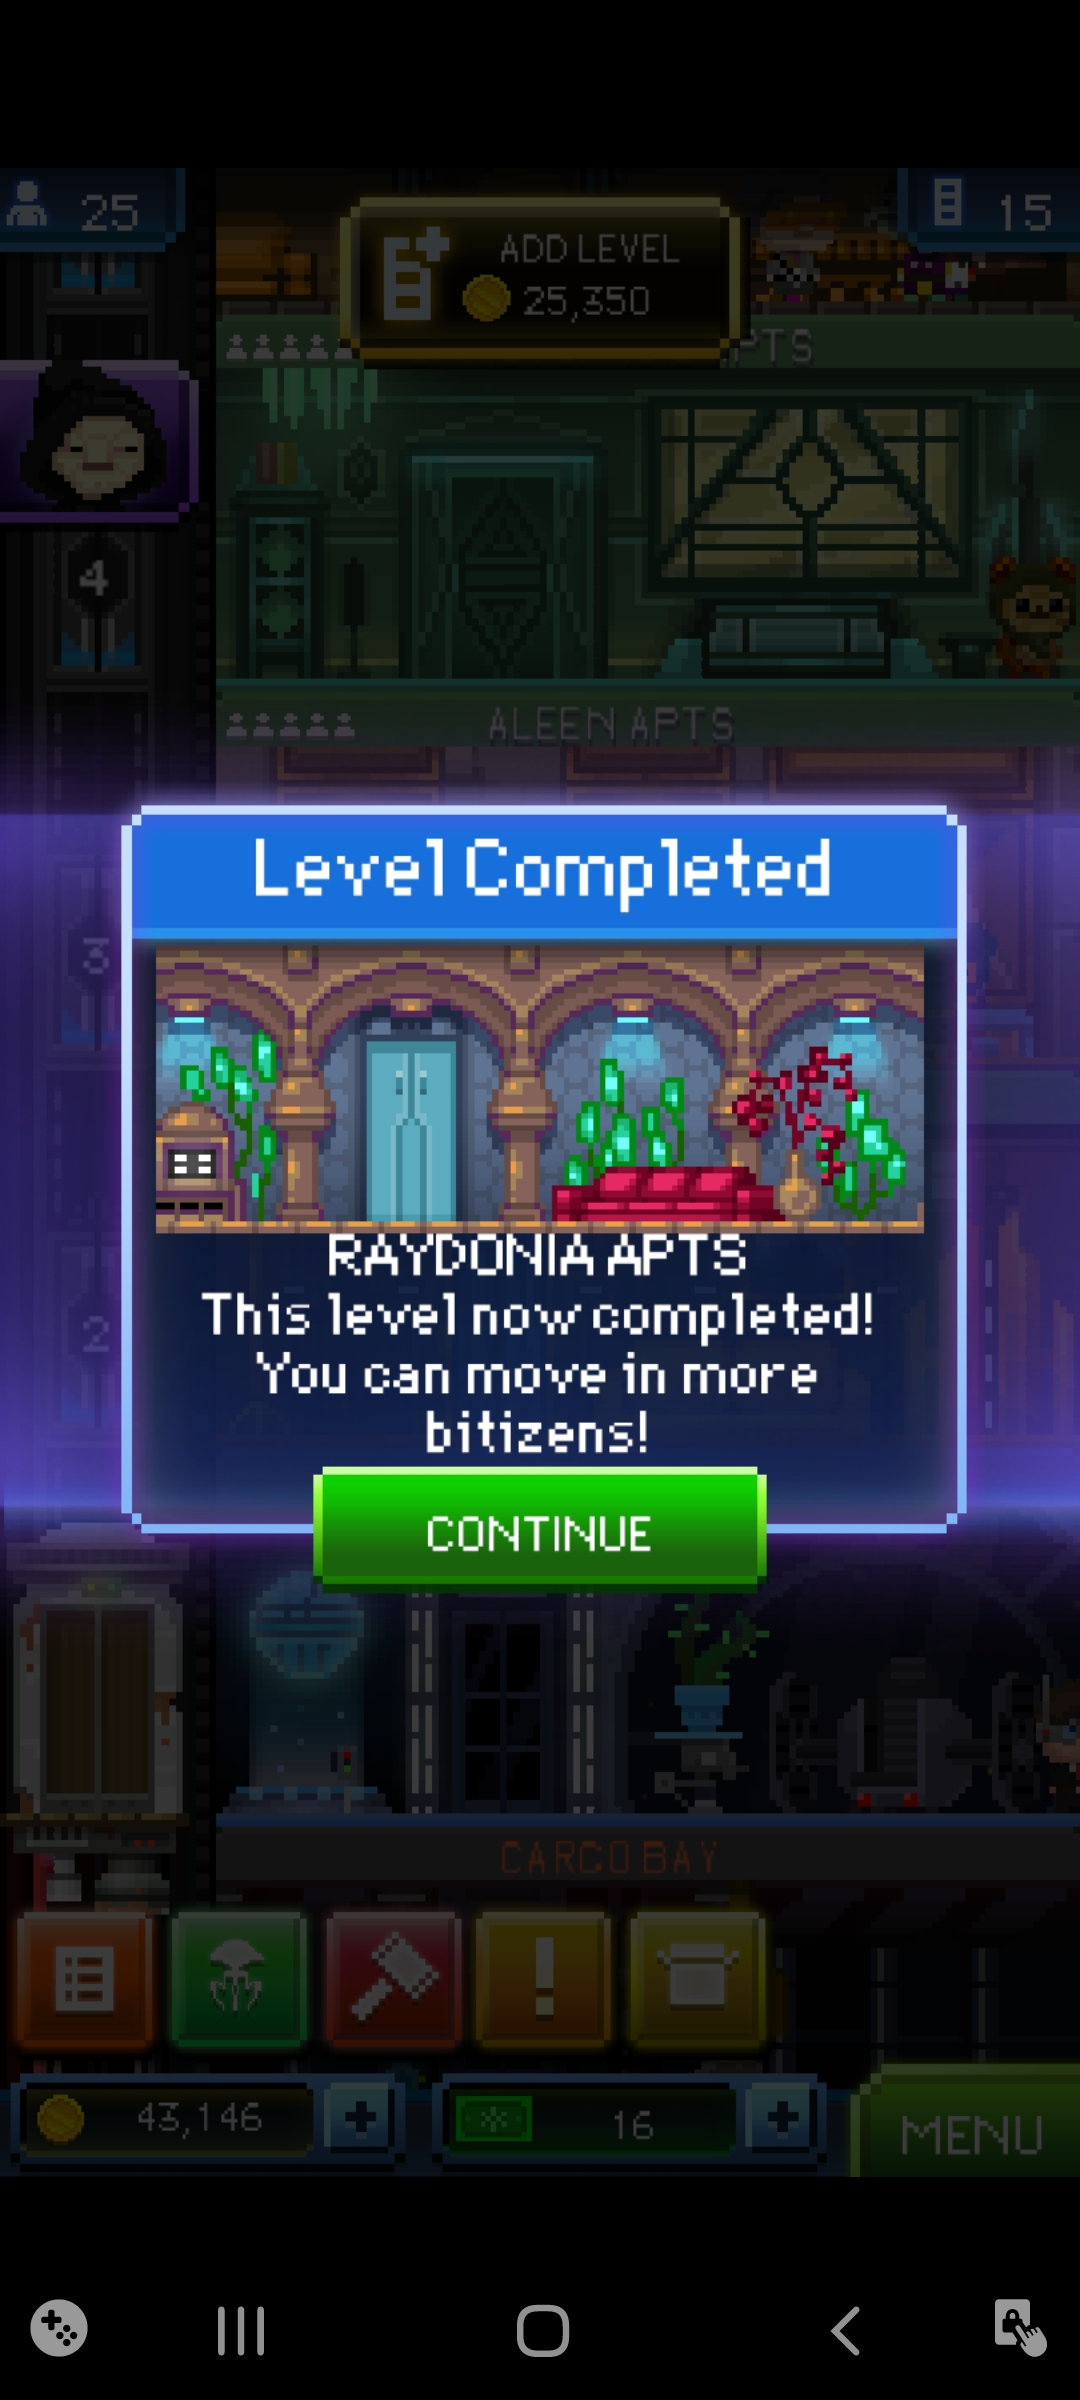 25
15
ADD LEVEL
25,350
PTS
4
ALEEN APTS
Level Completed
3
RAYDONIA APTS
This level now completed!
2
You can move in more
bitizens!
CONTINUE
CARGO BAY
!
43,146
16
MENU